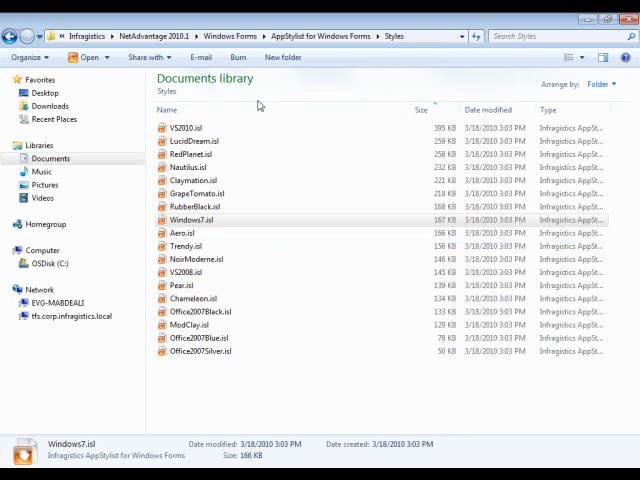 « Infragistics ▸ NetAdvantage 2010.1 ▸ Windows Forms ▸ AppStylist for Windows Forms ▸ Styles
Search Styles
Organize Open Share with E-mail Burn New folder
Favorites
Desktop
Downloads
Recent Places
Libraries
Documents
Music
Pictures
Videos
Homegroup
Computer
OSDisk (C:)
Network
EVG-MABDEALI
tfs.corp.infragistics.local
Documents library
Styles
Arrange by: Folder
Name Size Date modified Type
VS2010.isl 395 KB 3/18/2010 3:03 PM Infragistics AppSt...
LucidDream.isl 259 KB 3/18/2010 3:03 PM Infragistics AppSt...
RedPlanet.isl 258 KB 3/18/2010 3:03 PM Infragistics AppSt...
Nautilus.isl 232 KB 3/18/2010 3:03 PM Infragistics AppSt...
Claymation.isl 221 KB 3/18/2010 3:03 PM Infragistics AppSt...
GrapeTomato.isl 218 KB 3/18/2010 3:03 PM Infragistics AppSt...
RubberBlack.isl 168 KB 3/18/2010 3:03 PM Infragistics AppSt...
Windows7.isl 167 KB 3/18/2010 3:03 PM Infragistics AppSt...
Aero.isl 166 KB 3/18/2010 3:03 PM Infragistics AppSt...
Trendy.isl 156 KB 3/18/2010 3:03 PM Infragistics AppSt...
NoirModerne.isl 146 KB 3/18/2010 3:03 PM Infragistics AppSt...
VS2008.isl 145 KB 3/18/2010 3:03 PM Infragistics AppSt...
Pear.isl 139 KB 3/18/2010 3:03 PM Infragistics AppSt...
Chameleon.isl 134 KB 3/18/2010 3:03 PM Infragistics AppSt...
Office2007Black.isl 133 KB 3/18/2010 3:03 PM Infragistics AppSt...
ModClay.isl 129 KB 3/18/2010 3:03 PM Infragistics AppSt...
Office2007Blue.isl 78 KB 3/18/2010 3:03 PM Infragistics AppSt...
Office2007Silver.isl 50 KB 3/18/2010 3:03 PM Infragistics AppSt...
Windows7.isl Date modified: 3/18/2010 3:03 PM Date created: 3/18/2010 3:03 PM
Infragistics AppStylist for Windows Forms Size: 166 KB